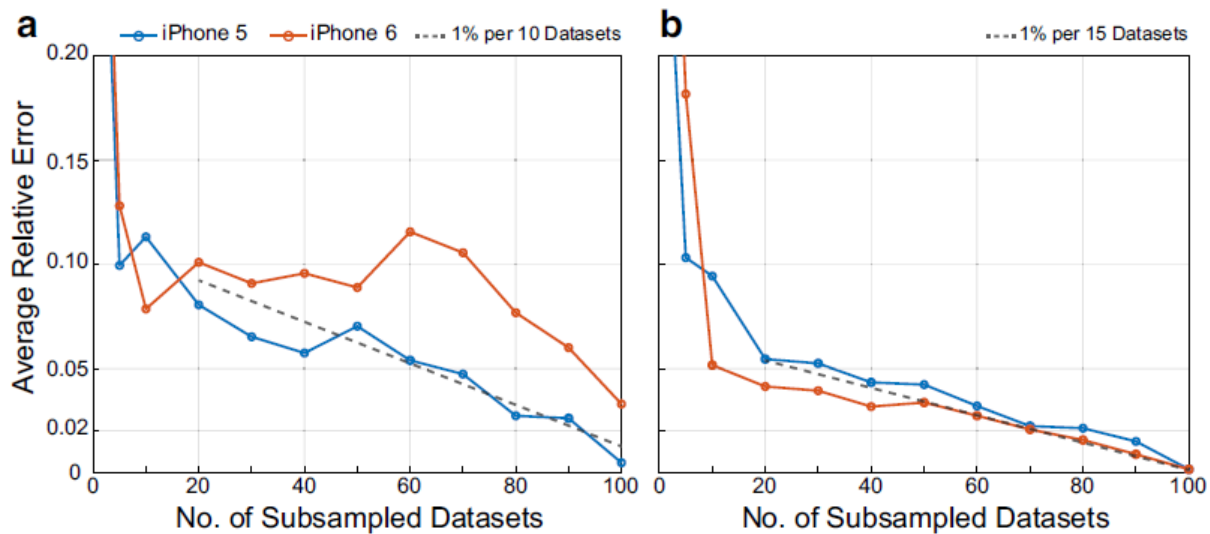 a
iPhone 5 iPhone 6 1% per 10 Datasets
0.20
0.15
0.10
0.05
0.02
0
0 20 40 60 80 100
Average Relative Error
No. of Subsampled Datasets
b
1% per 15 Datasets
0 20 40 60 80 100
No. of Subsampled Datasets